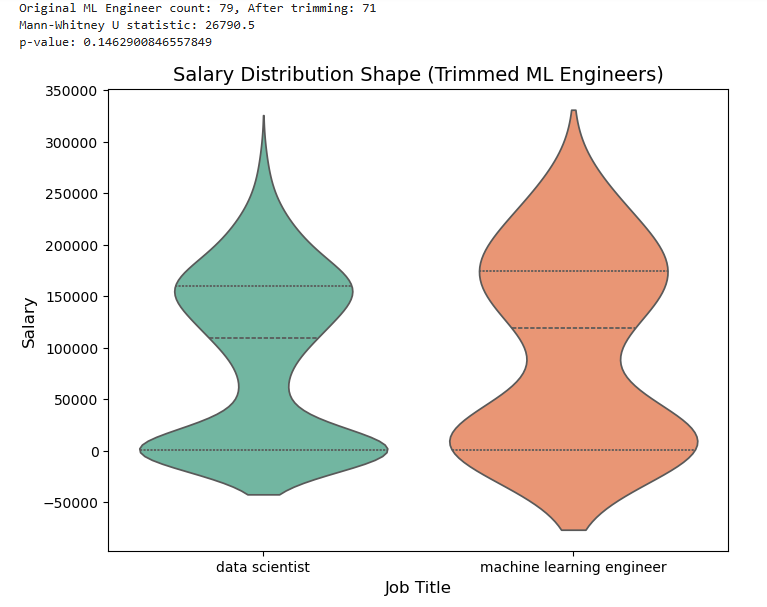 Original ML Engineer count: 79, After trimming: 71
Mann-Whitney U statistic: 26790.5
p-value: 0.1462900846557849
Salary Distribution Shape (Trimmed ML Engineers)
350000
300000
250000
200000
150000
100000
50000
0
−50000
Salary
data scientist
machine learning engineer
Job Title